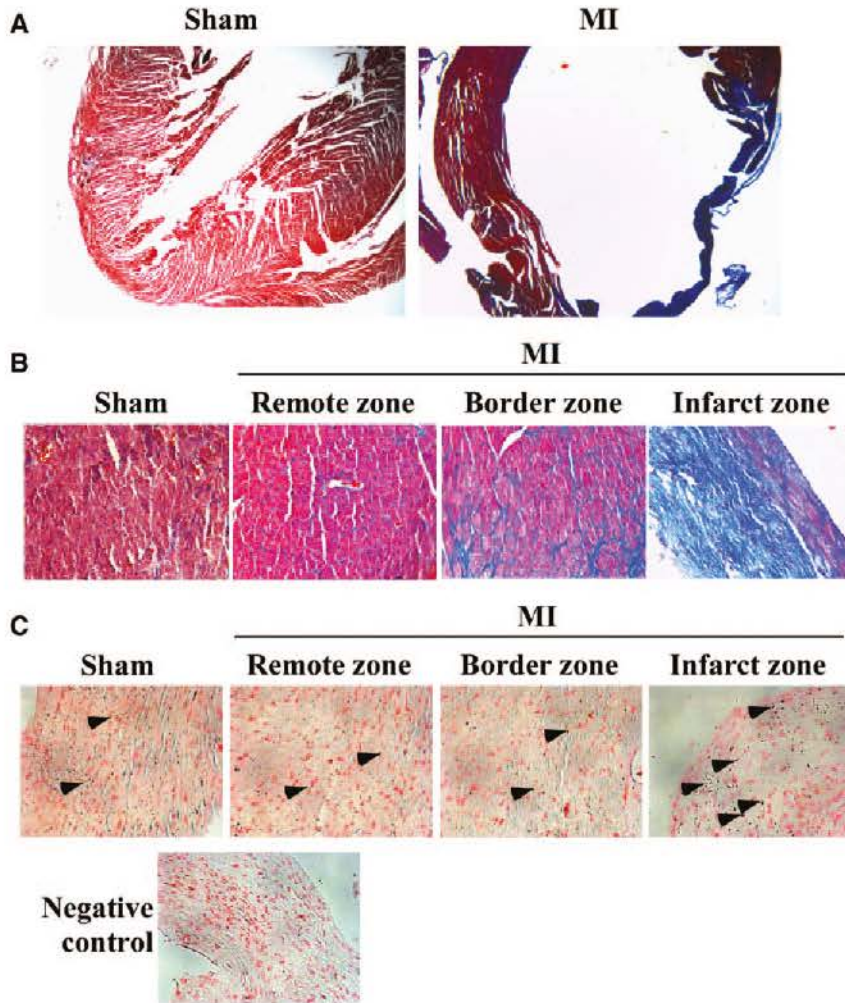 A
Sham MI
B
MI
Sham Remote zone Border zone Infarct zone
C
MI
Sham Remote zone Border zone Infarct zone
Negative
control